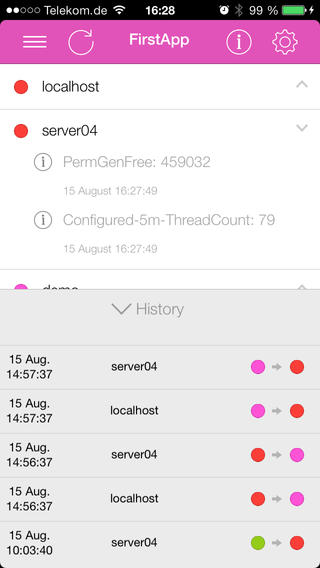 Telekom.de 16:28 99 %
FirstApp
localhost
server04
PermGenFree: 459032
15 August 16:27:49
Configured-5m-ThreadCount: 79
15 August 16:27:49
demo
History
15 Aug.
14:57:37
server04
15 Aug.
14:57:37
localhost
15 Aug.
14:56:37
server04
15 Aug.
14:56:37
localhost
15 Aug.
10:03:40
server04